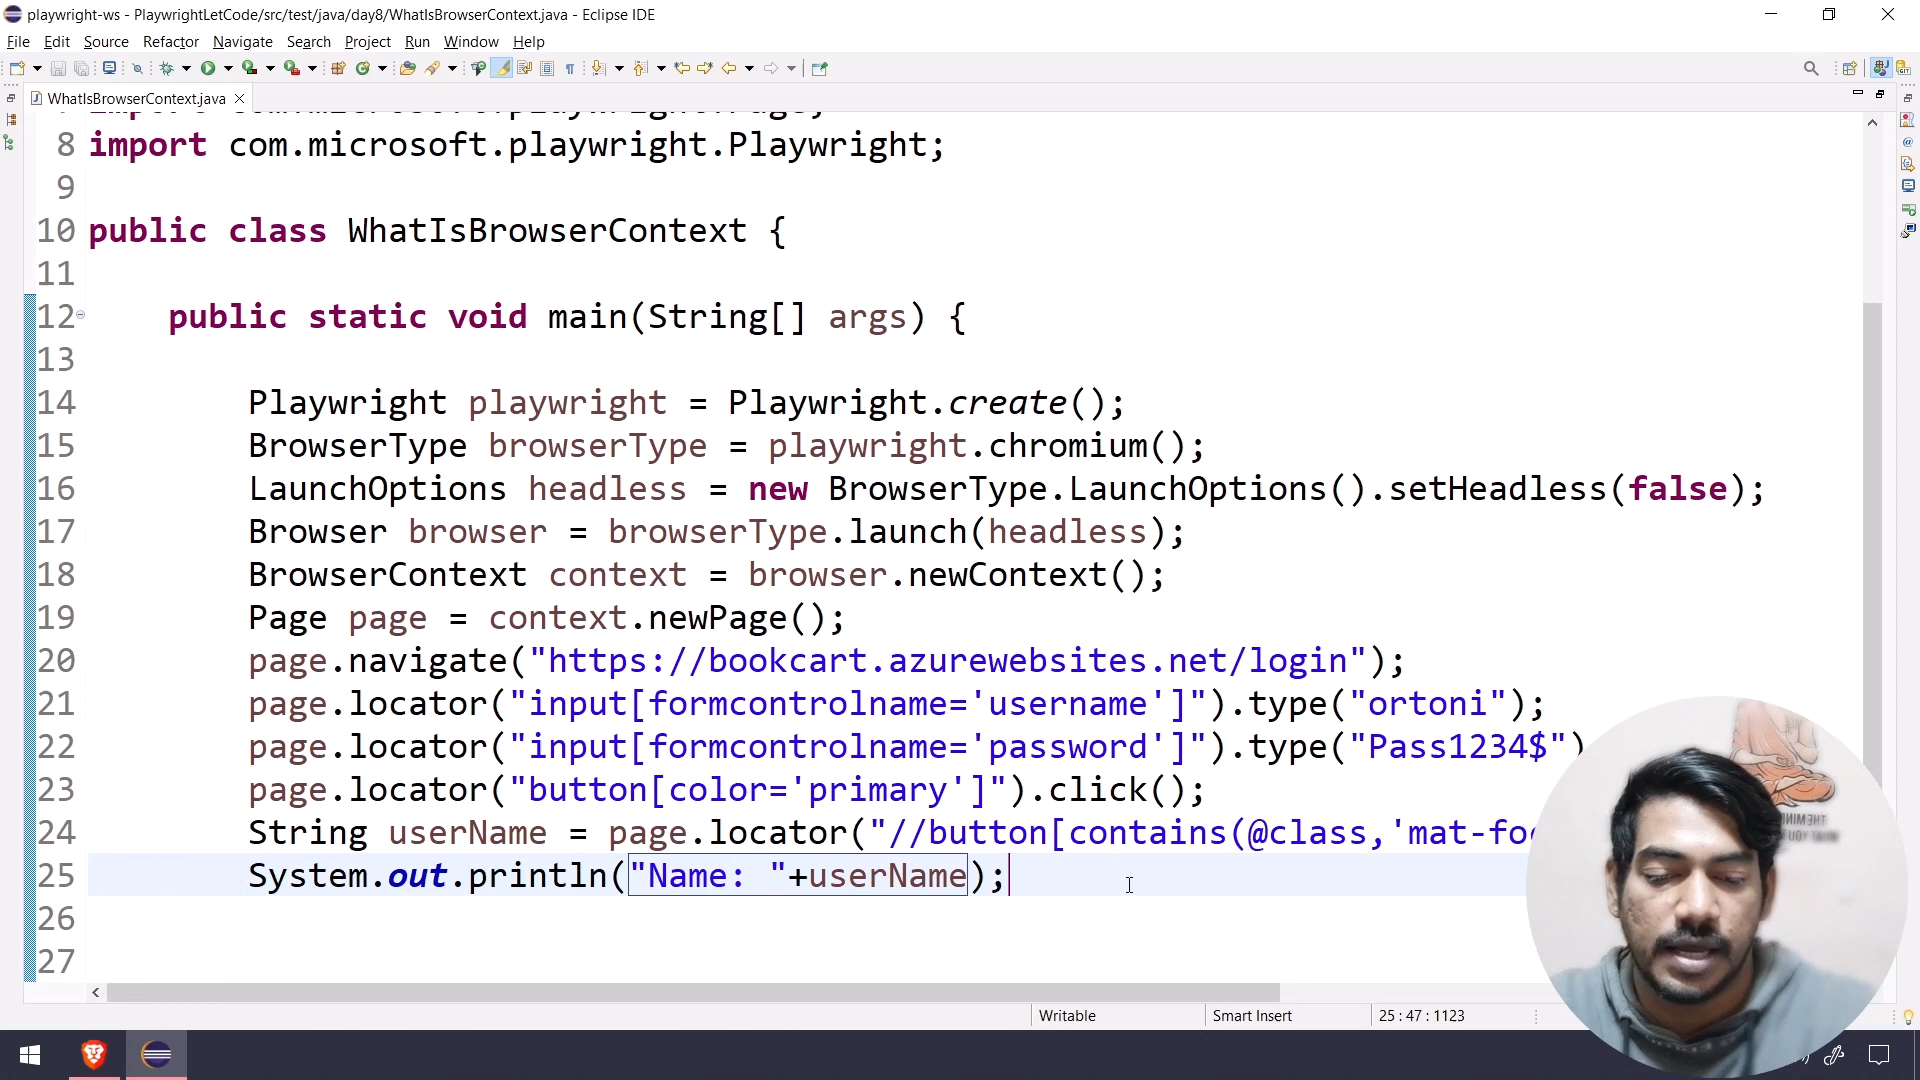 playwright-ws - PlaywrightLetCode/src/test/java/day8/WhatIsBrowserContext.java - Eclipse IDE
File Edit Source Refactor Navigate Search Project Run Window Help
WhatIsBrowserContext.java
8 import com.microsoft.playwright.Playwright;
9
10 public class WhatIsBrowserContext {
11
12 public static void main(String[] args) {
13
14 Playwright playwright = Playwright.create();
15 BrowserType browserType = playwright.chromium();
16 LaunchOptions headless = new BrowserType.LaunchOptions().setHeadless(false);
17 Browser browser = browserType.launch(headless);
18 BrowserContext context = browser.newContext();
19 Page page = context.newPage();
20 page.navigate("https://bookcart.azurewebsites.net/login");
21 page.locator("input[formcontrolname='username']").type("ortoni");
22 page.locator("input[formcontrolname='password']").type("Pass1234$")
23 page.locator("button[color='primary']").click();
24 String userName = page.locator("//button[contains(@class,'mat-fo
25 System.out.println("Name: "+userName);
26
27
Writable Smart Insert 25 : 47 : 1123